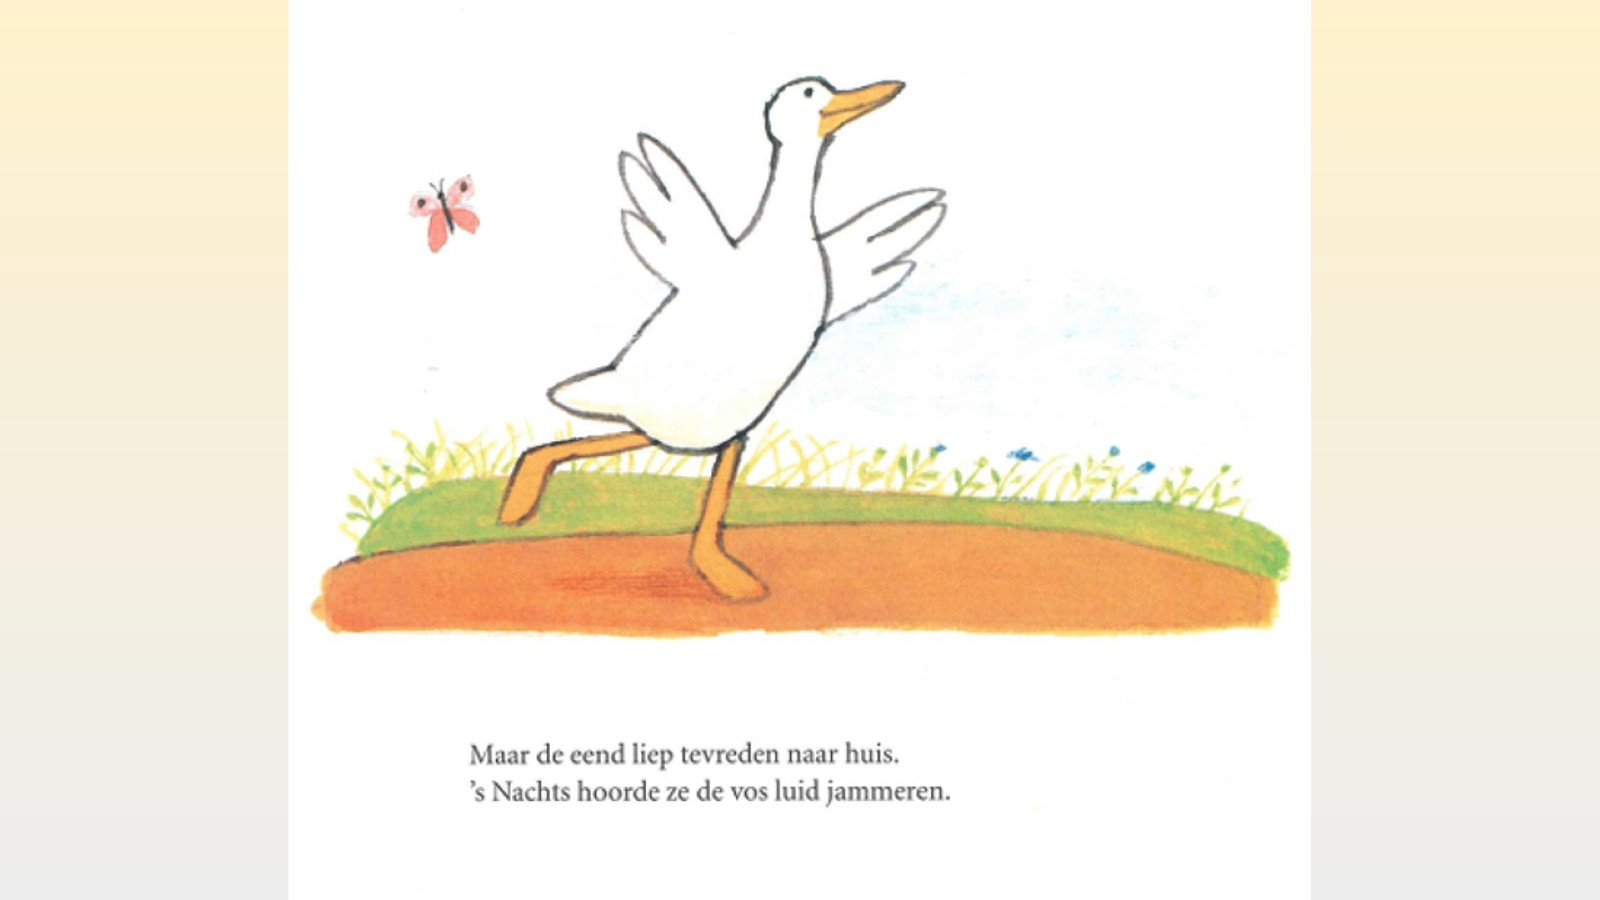 Maar de eend liep tevreden naar huis.
’s Nachts hoorde ze de vos luid jammeren.